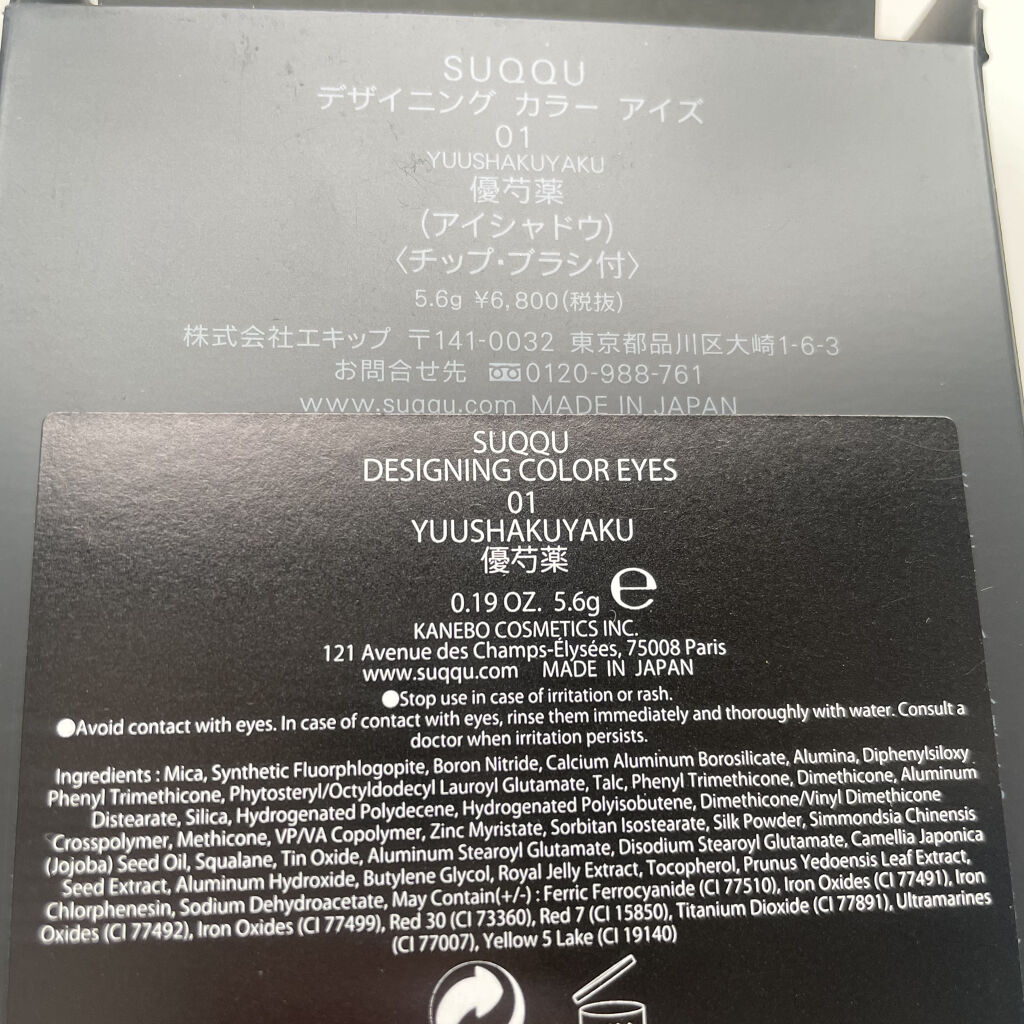 SUQQU
デザイニング カラー アイズ
01
YUUSHAKUYAKU
優芍薬
(アイシャドウ)
〈チップ・ブラシ付〉
5.6g ¥6,800(税抜)
株式会社エキップ 〒141-0032 東京都品川区大崎1-6-3
お問合せ先 0120-988-761
www.suqqu.com MADE IN JAPAN
SUQQU
DESIGNING COLOR EYES
01
YUUSHAKUYAKU
優芍薬
0.19 OZ. 5.6g e
KANEBO COSMETICS INC.
121 Avenue des Champs-Élysées, 75008 Paris
www.suqqu.com MADE IN JAPAN
●Stop use in case of irritation or rash.
●Avoid contact with eyes. In case of contact with eyes, rinse them immediately and thoroughly with water. Consult a
doctor when irritation persists.
Ingredients : Mica, Synthetic Fluorphlogopite, Boron Nitride, Calcium Aluminum Borosilicate, Alumina, Diphenylsiloxy
Phenyl Trimethicone, Phytosteryl/Octyldodecyl Lauroyl Glutamate, Talc, Phenyl Trimethicone, Dimethicone, Aluminum
Distearate, Silica, Hydrogenated Polydecene, Hydrogenated Polyisobutene, Dimethicone/Vinyl Dimethicone
Crosspolymer, Methicone, VP/VA Copolymer, Zinc Myristate, Sorbitan Isostearate, Silk Powder, Simmondsia Chinensis
(Jojoba) Seed Oil, Squalane, Tin Oxide, Aluminum Stearoyl Glutamate, Disodium Stearoyl Glutamate, Camellia Japonica
Seed Extract, Aluminum Hydroxide, Butylene Glycol, Royal Jelly Extract, Tocopherol, Prunus Yedoensis Leaf Extract,
Chlorphenesin, Sodium Dehydroacetate, May Contain(+/-) : Ferric Ferrocyanide (CI 77510), Iron Oxides (CI 77491), Iron
Oxides (CI 77492), Iron Oxides (CI 77499), Red 30 (CI 73360), Red 7 (CI 15850), Titanium Dioxide (CI 77891), Ultramarines
(CI 77007), Yellow 5 Lake (CI 19140)